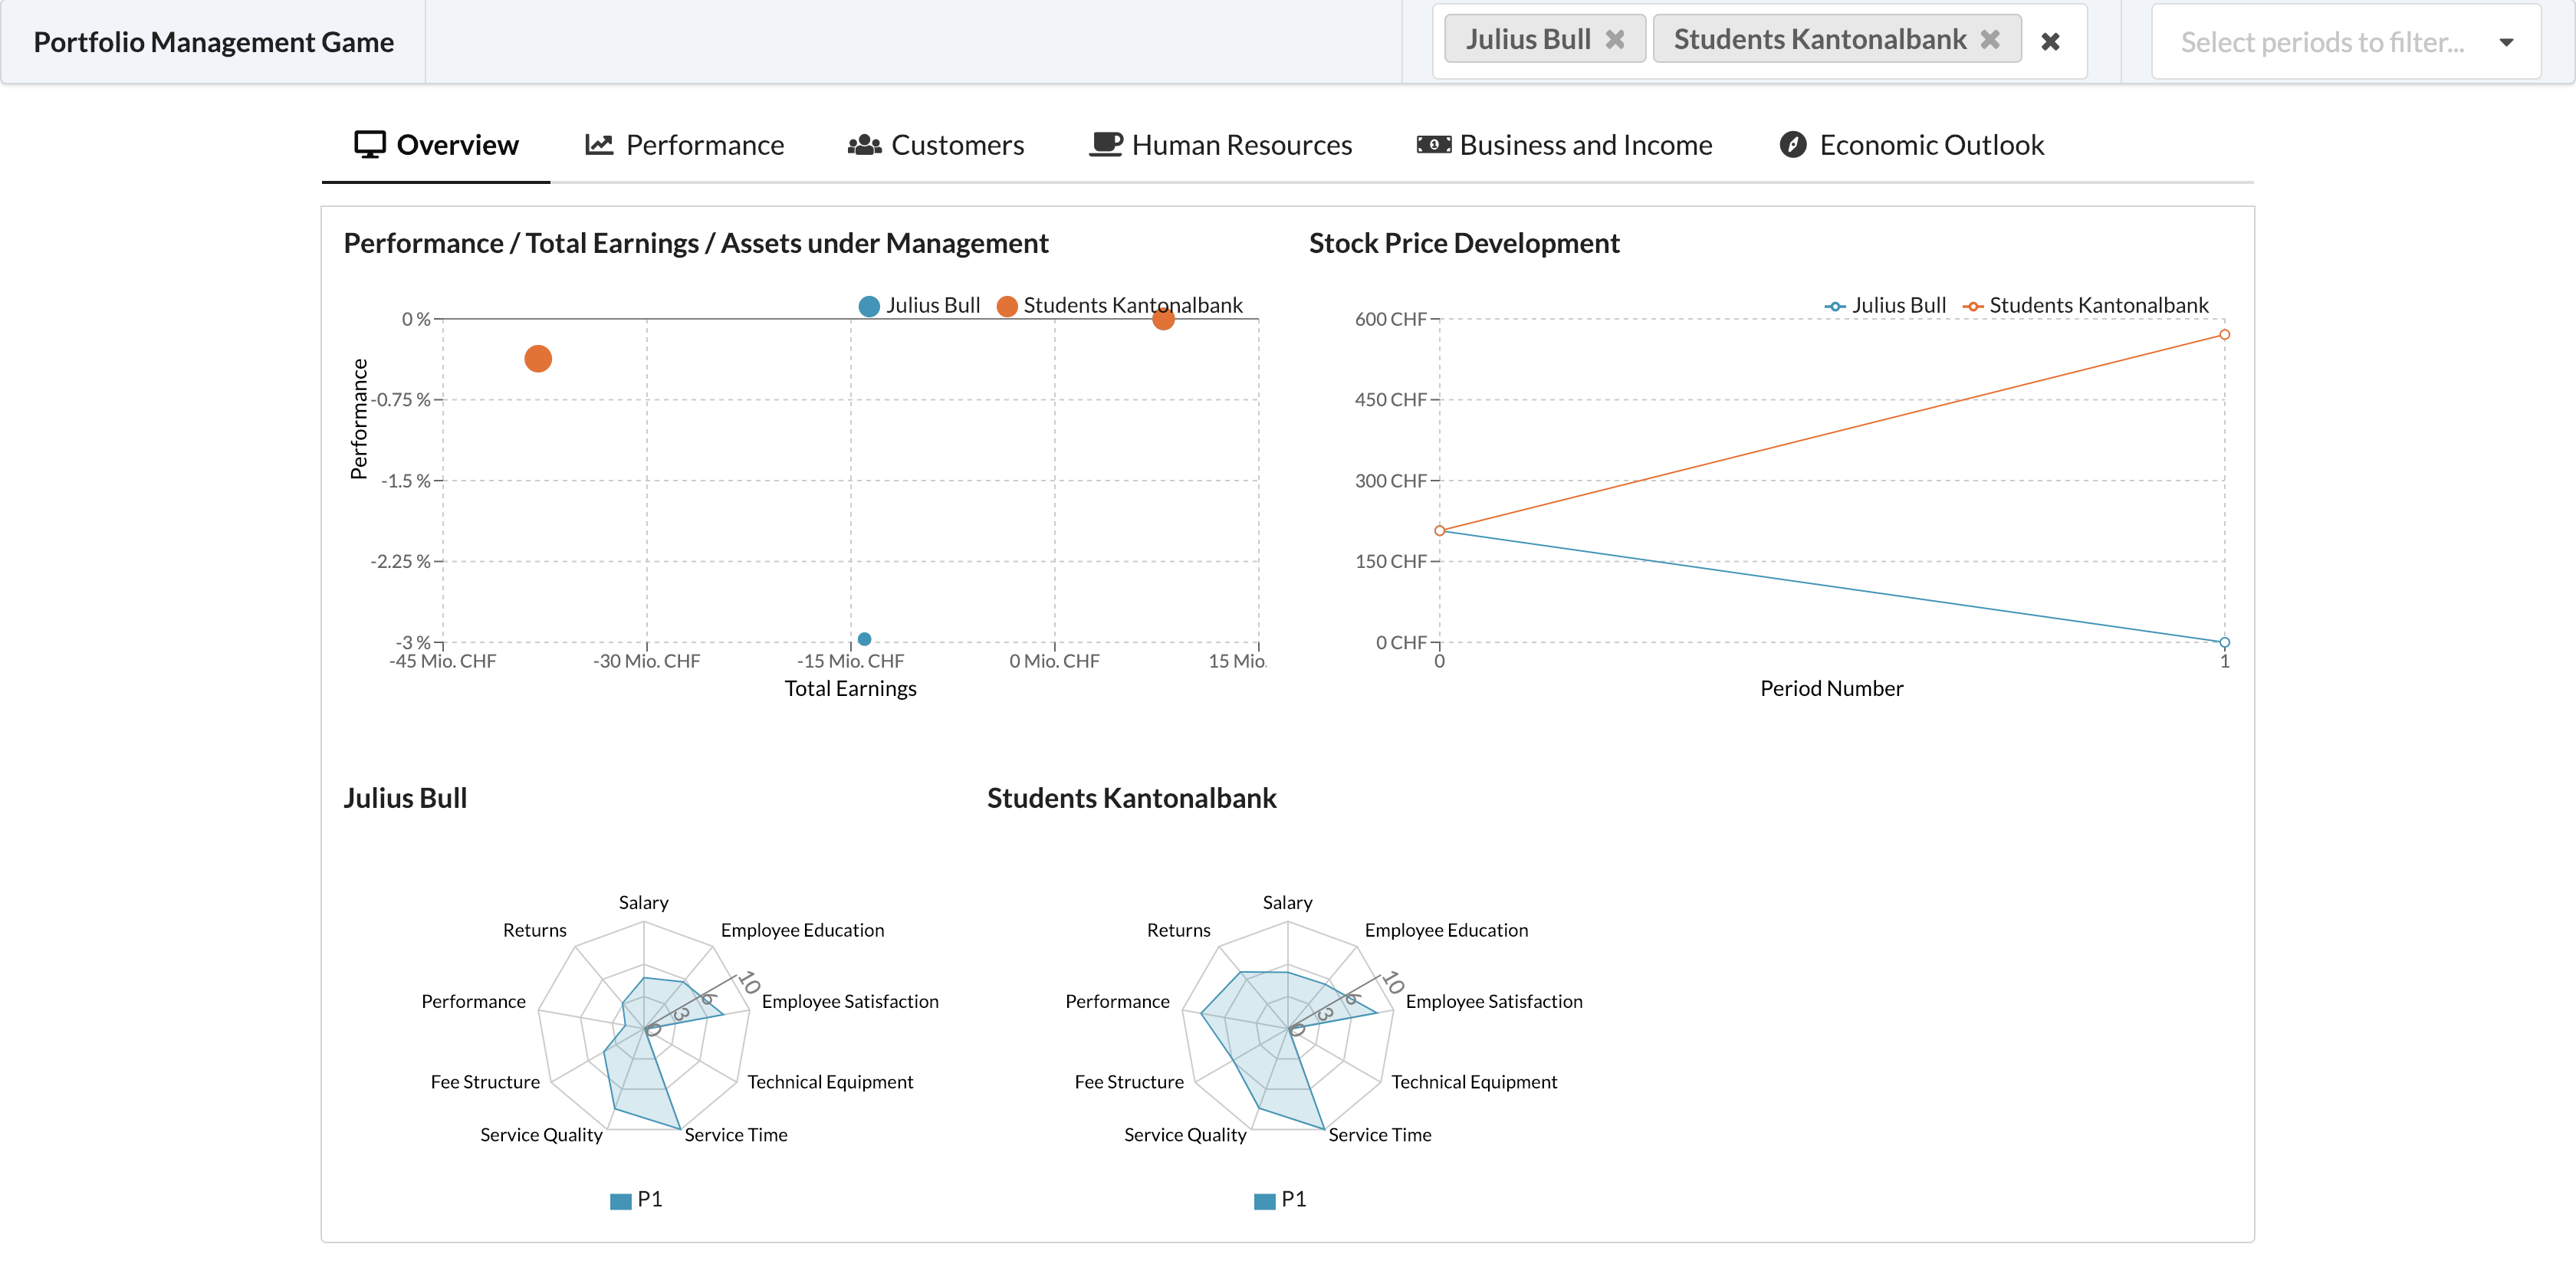 Portfolio Management Game
Julius Bull
Students Kantonalbank
Select periods to filter...
Overview
Performance
Customers
Human Resources
Business and Income
Economic Outlook
Performance / Total Earnings / Assets under Management
Julius Bull
Students Kantonalbank
0 %
-0.75 %
-1.5 %
-2.25 %
-3 %
Performance
-45 Mio. CHF
-30 Mio. CHF
-15 Mio. CHF
0 Mio. CHF
15 Mio.
Total Earnings
Stock Price Development
Julius Bull
Students Kantonalbank
600 CHF
450 CHF
300 CHF
150 CHF
0 CHF
0
1
Period Number
Julius Bull
Salary
Employee Education
Employee Satisfaction
Technical Equipment
Service Time
Service Quality
Fee Structure
Performance
Returns
0
3
6
10
P1
Students Kantonalbank
Salary
Employee Education
Employee Satisfaction
Technical Equipment
Service Time
Service Quality
Fee Structure
Performance
Returns
0
3
6
10
P1